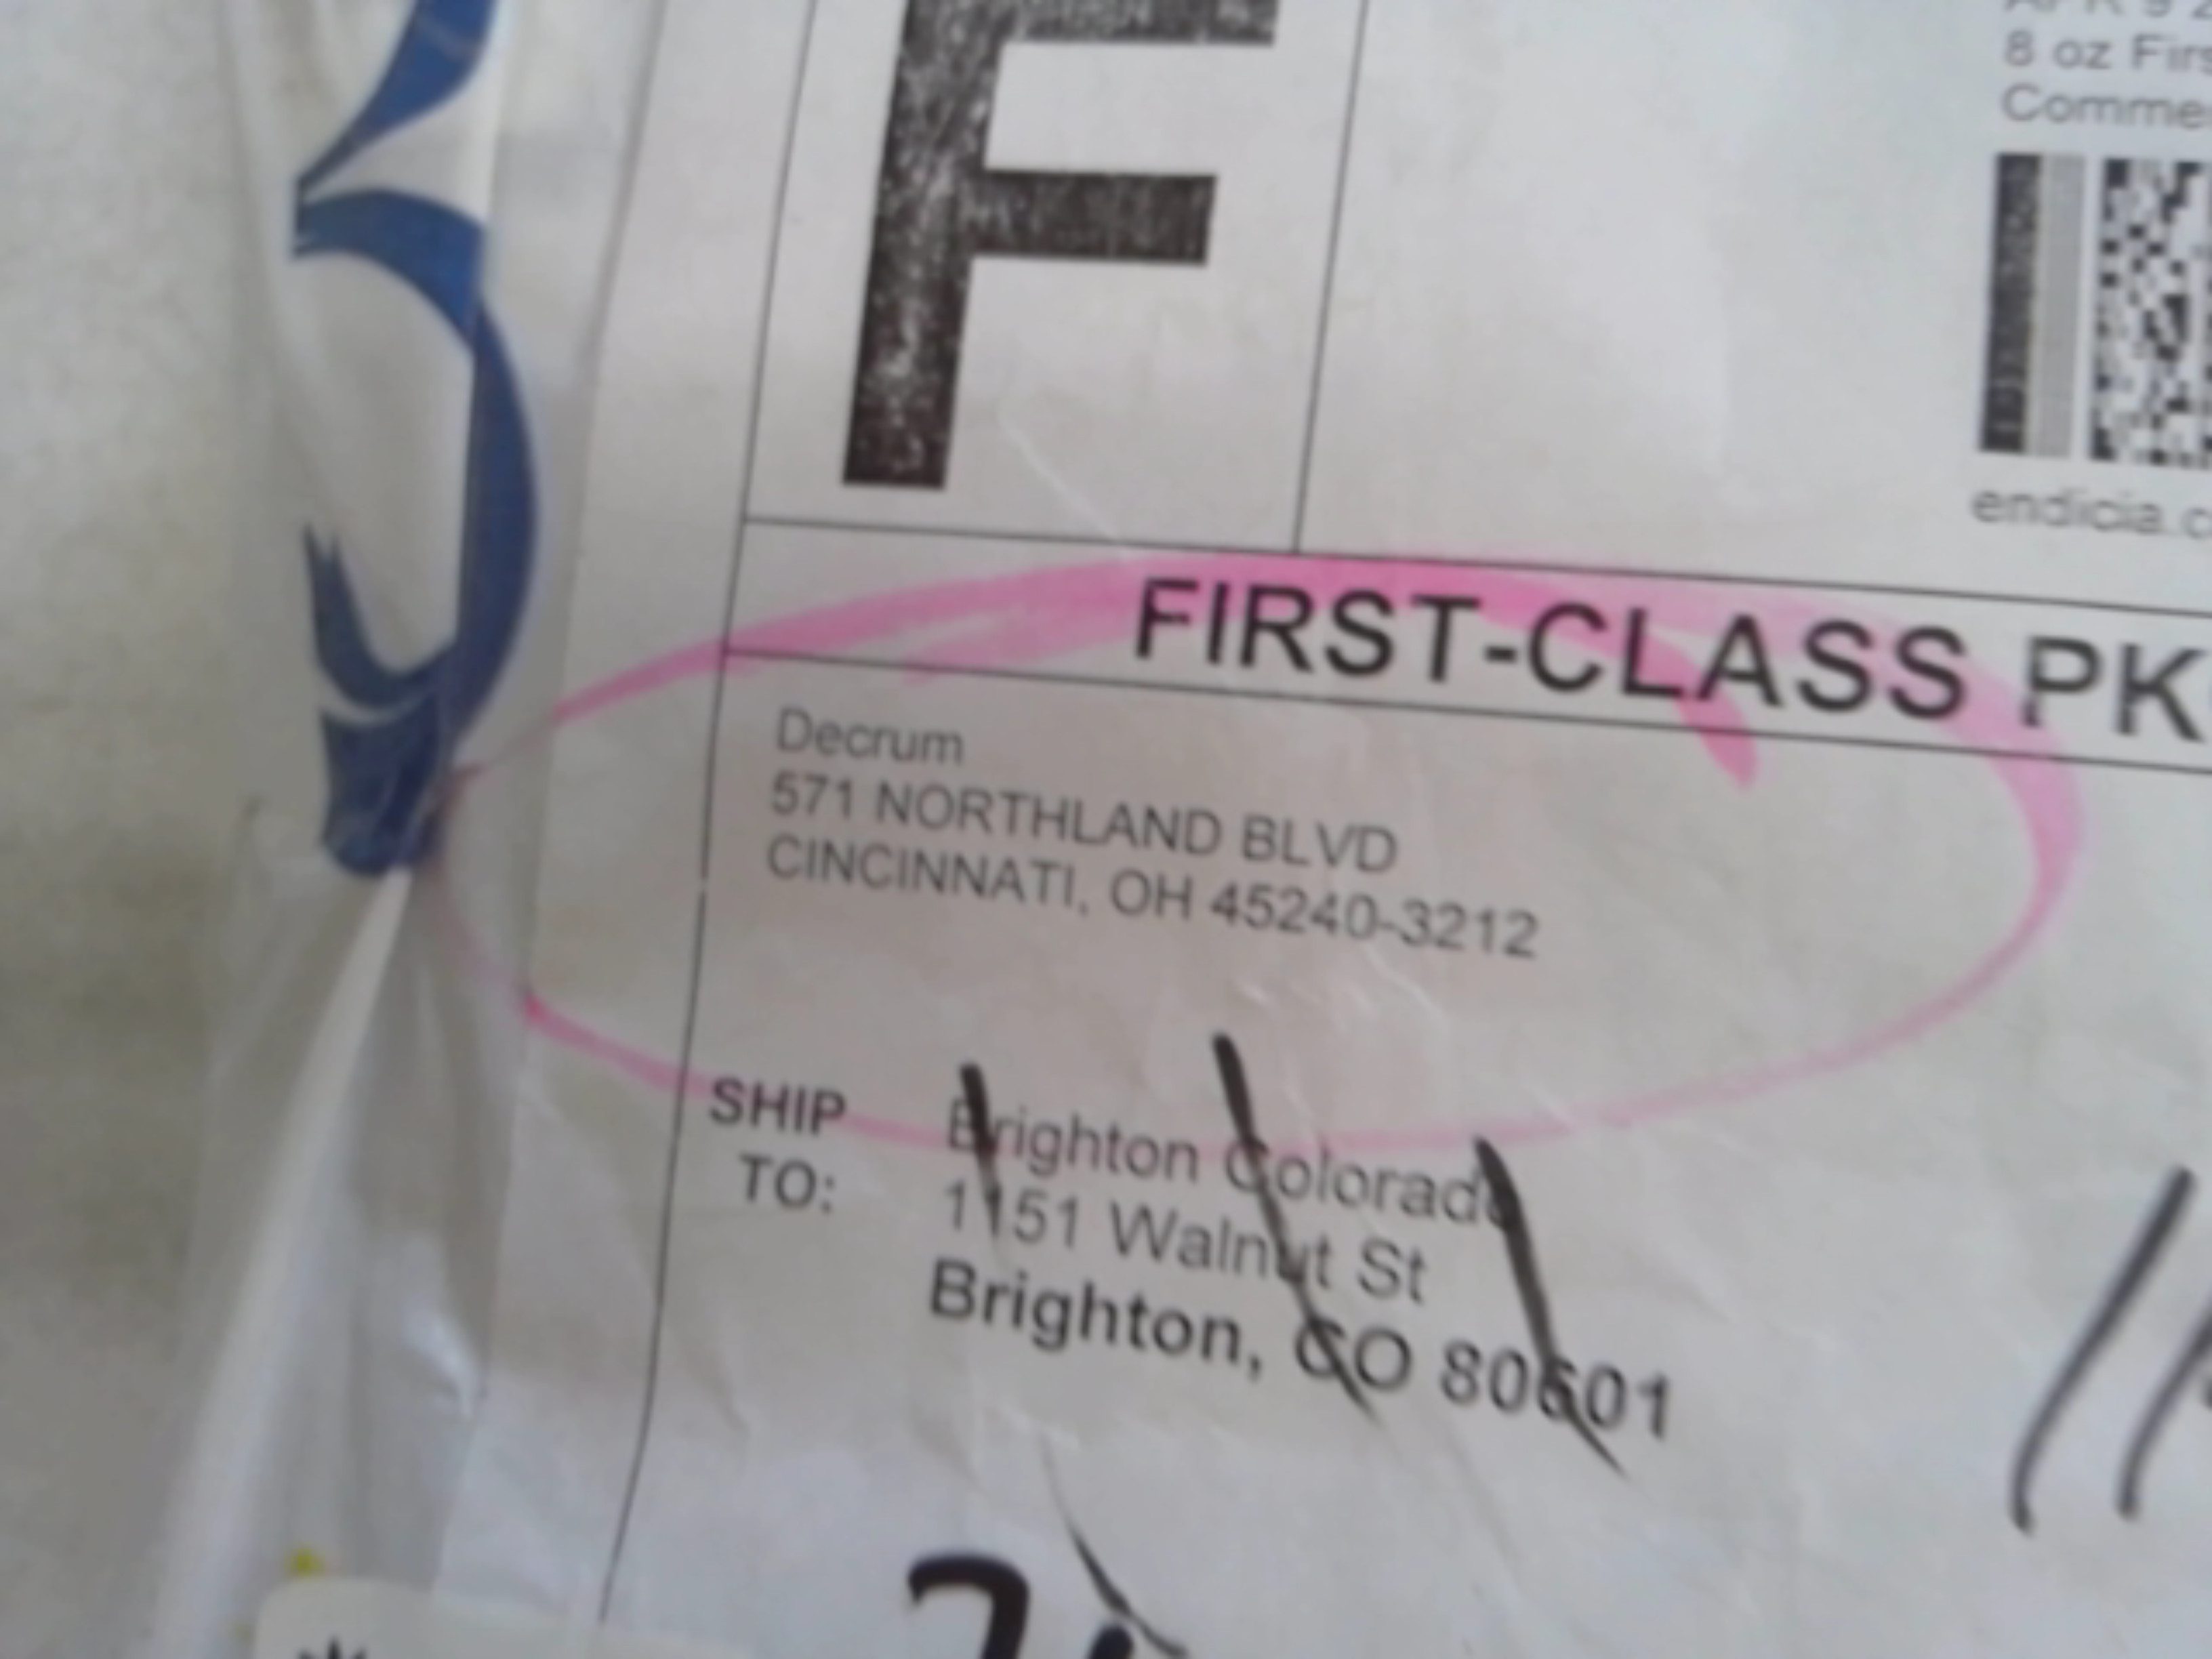 F
8 oz
FIRST-CLASS
Decrum
571 NORTHLAND BLVD
CINCINNATI, OH 45240-3212
SHIP TO:
Brighton Colorado
1151 Walnut St
Brighton, CO 80601
endicia.c